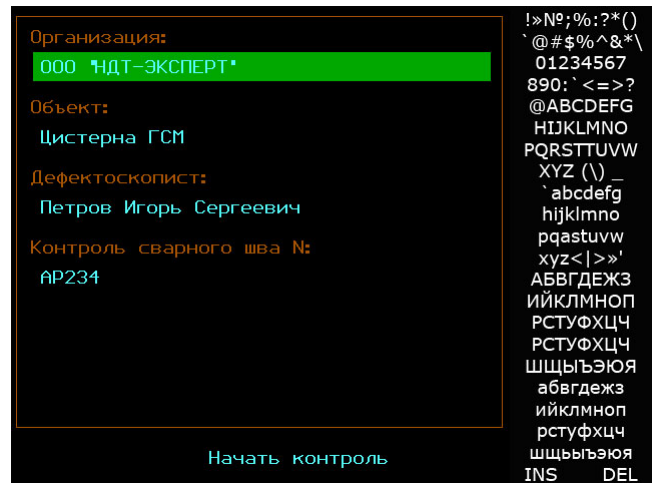 Организация:
ООО "НДТ-ЭКСПЕРТ"
Объект:
Цистерна ГСМ
Дефектоскопист:
Петров Игорь Сергеевич
Контроль сварного шва N:
АР234
Начать контроль
!»№;%:?*()
`@#$%^&*\
01234567
890:`<=>?
@ABCDEFG
HIJKLMNO
PQRSTTUVW
XYZ (\) _
`abcdefg
hijklmno
pqastuvw
xyz<|>»'
АБВГДЕЖЗ
ИЙКЛМНОП
РСТУФХЦЧ
РСТУФХЦЧ
ШЩЫЪЭЮЯ
абвгдежз
ийклмноп
рстуфхцч
шщьыъэюя
INS DEL